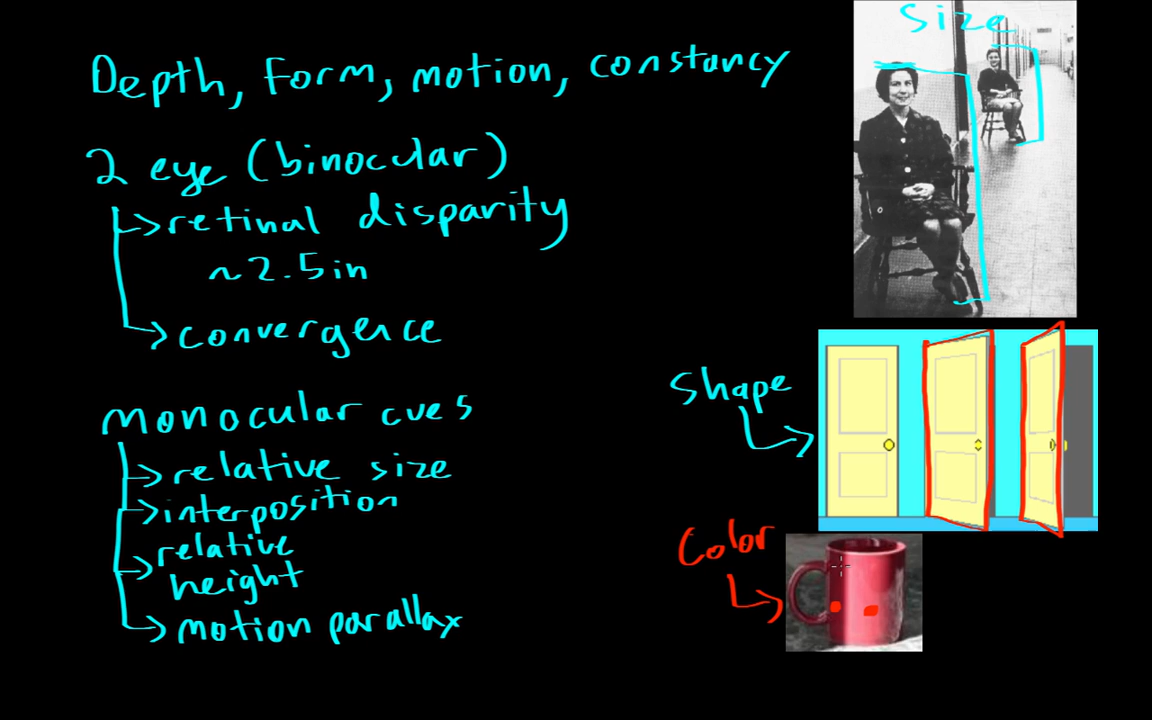 Depth, Form, motion, constancy
2 eye (binocular)
retinal disparity
~2.5in
convergence
Monocular cues
relative size
interposition
relative
height
motion parallax
Size
Shape
Color